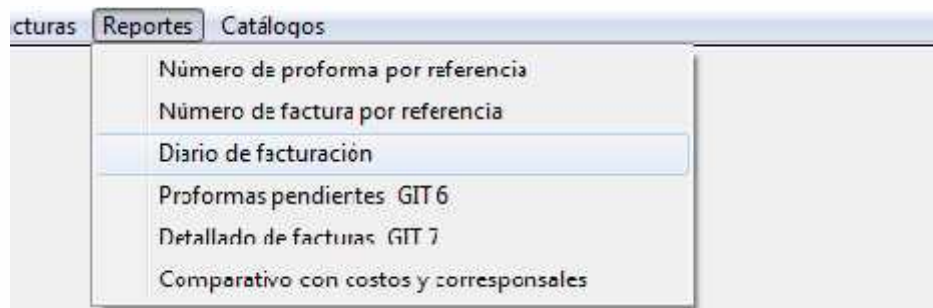 cturas Reportes Catálogos
Número de proforma por referencia
Número de factura por referencia
Diario de facturación
Proformas pendientes GIT 6
Detallado de facturas GIT 7
Comparativo con costos y corresponsales